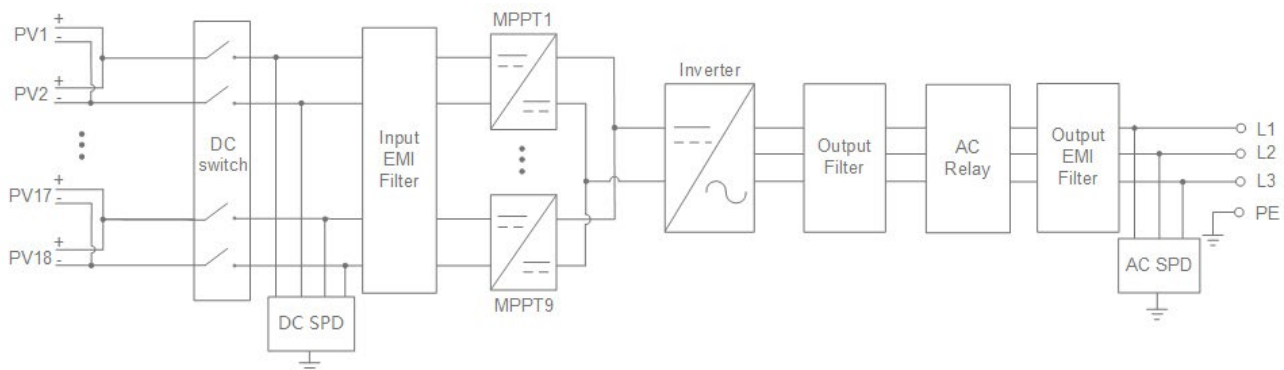 PV1
+
-
PV2
+
-
PV17
+
-
PV18
+
-
DC
switch
DC SPD
Input
EMI
Filter
MPPT1
MPPT9
Inverter
Output
Filter
AC
Relay
Output
EMI
Filter
L1
L2
L3
PE
AC SPD